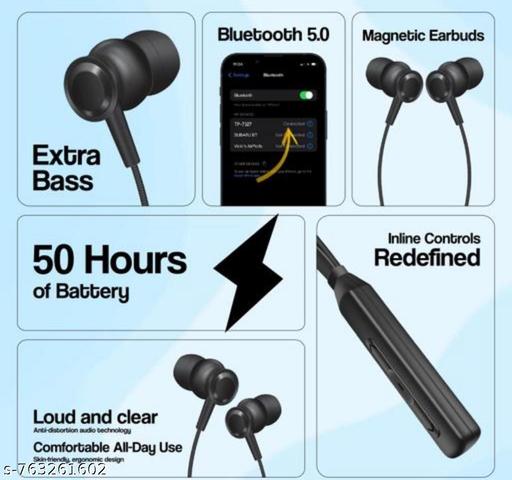 Extra
Bass
Bluetooth 5.0
Bluetooth
Bluetooth
Magnetic Earbuds
50 Hours
of Battery
Inline Controls
Redefined
Loud and clear
Anti-distortion audio technology
Comfortable All-Day Use
Skin-friendly, ergonomic design
s-763261602